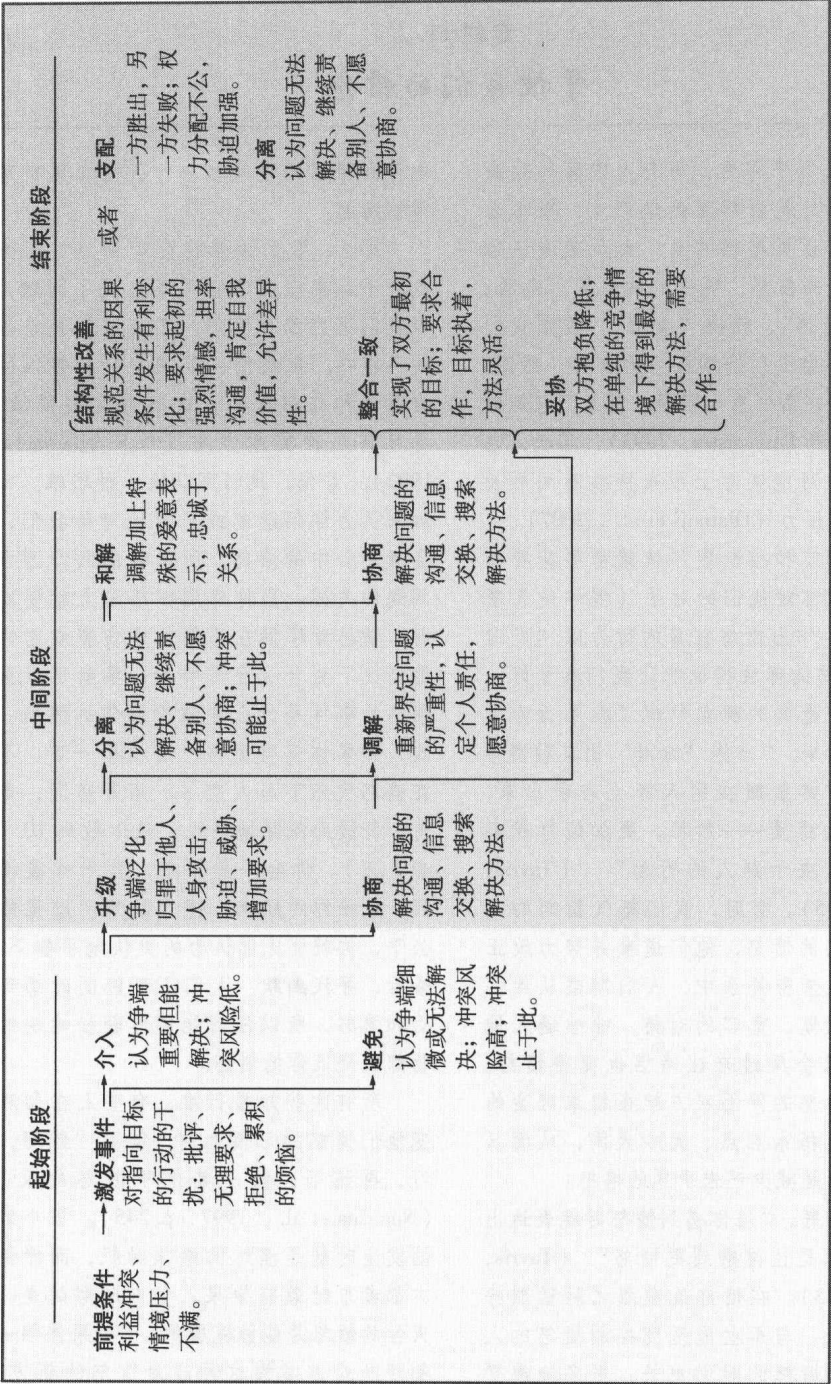 起始阶段
中间阶段
结束阶段
前提条件
利益冲突、
情境压力、
不满。
激发事件
对指向目标
的行动的干
扰、批评、
无理要求、
拒绝、累积
的烦恼。
介入
认为争端
重要但能
解决；冲
突风险低。
避免
认为争端细
微或无法解
决；冲突风
险高；冲突
止于此。
升级
争端泛化、
归罪于他人、
人身攻击、
胁迫、威胁、
增加要求。
协商
解决问题的
沟通、信息
交换、搜索
解决方法。
分离
认为问题无法
解决、继续责
备别人、不愿
意协商；冲突
可能止于此。
调解
重新界定问题
的严重性，认
定个人责任，
愿意协商。
和解
调解加上特
殊的爱意表
示、忠诚于
关系。
协商
解决问题的
沟通、信息
交换、搜索
解决方法。
结构性改善
规范关系的因果
条件发生有利变
化；要求起初的
强烈情感，坦率
沟通，肯定自我
价值，允许差异
性。
整合一致
实现了双方最初
的目标；要求合
作，目标执着，
方法灵活。
妥协
双方抱负降低；
在单纯的竞争情
境下得到最好的
解决方法，需要
合作。
或者
支配
一方胜出，另
一方失败；权
力分配不公，
胁迫加强。
分离
认为问题无法
解决、继续责
备别人、不愿
意协商。